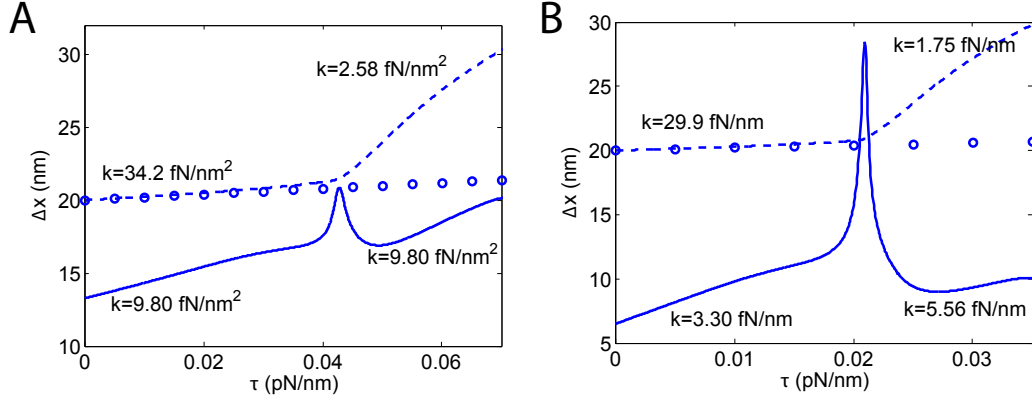 A
30
25
20
15
10
Δx (nm)
k=2.58 fN/nm²
k=34.2 fN/nm²
k=9.80 fN/nm²
k=9.80 fN/nm²
0
0.02
0.04
0.06
τ (pN/nm)
B
30
25
20
15
10
5
Δx (nm)
k=1.75 fN/nm
k=29.9 fN/nm
k=3.30 fN/nm
k=5.56 fN/nm
0
0.01
0.02
0.03
τ (pN/nm)